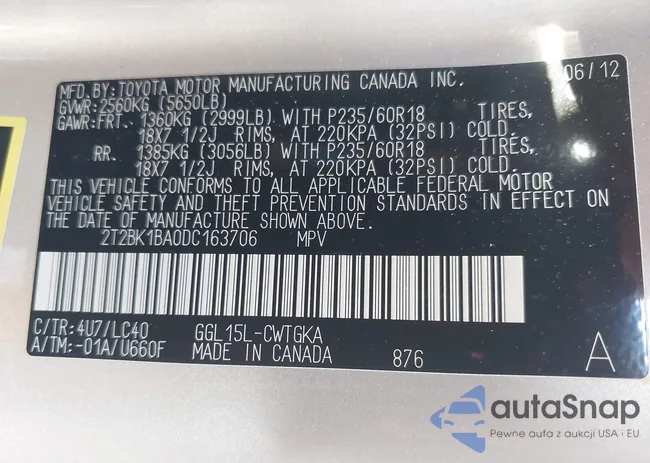 MFD.BY: TOYOTA MOTOR MANUFACTURING CANADA INC. 06/12
GVWR: 2560KG (5650LB)
GAWR:FRT. 1360KG (2999LB) WITH P235/60R18 TIRES,
18X7 1/2J RIMS, AT 220KPA (32PSI) COLD.
RR. 1385KG (3056LB) WITH P235/60R18 TIRES,
18X7 1/2J RIMS, AT 220KPA (32PSI) COLD.
THIS VEHICLE CONFORMS TO ALL APPLICABLE FEDERAL MOTOR
VEHICLE SAFETY AND THEFT PREVENTION STANDARDS IN EFFECT ON
THE DATE OF MANUFACTURE SHOWN ABOVE.
2T2BK1BA0DC163706 MPV
C/TR: 4U7/LC40 GGL15L-CWTGKA
A/TM: -01A/U660F MADE IN CANADA 876 A
autaSnap
Pewne auta z aukcji USA i EU